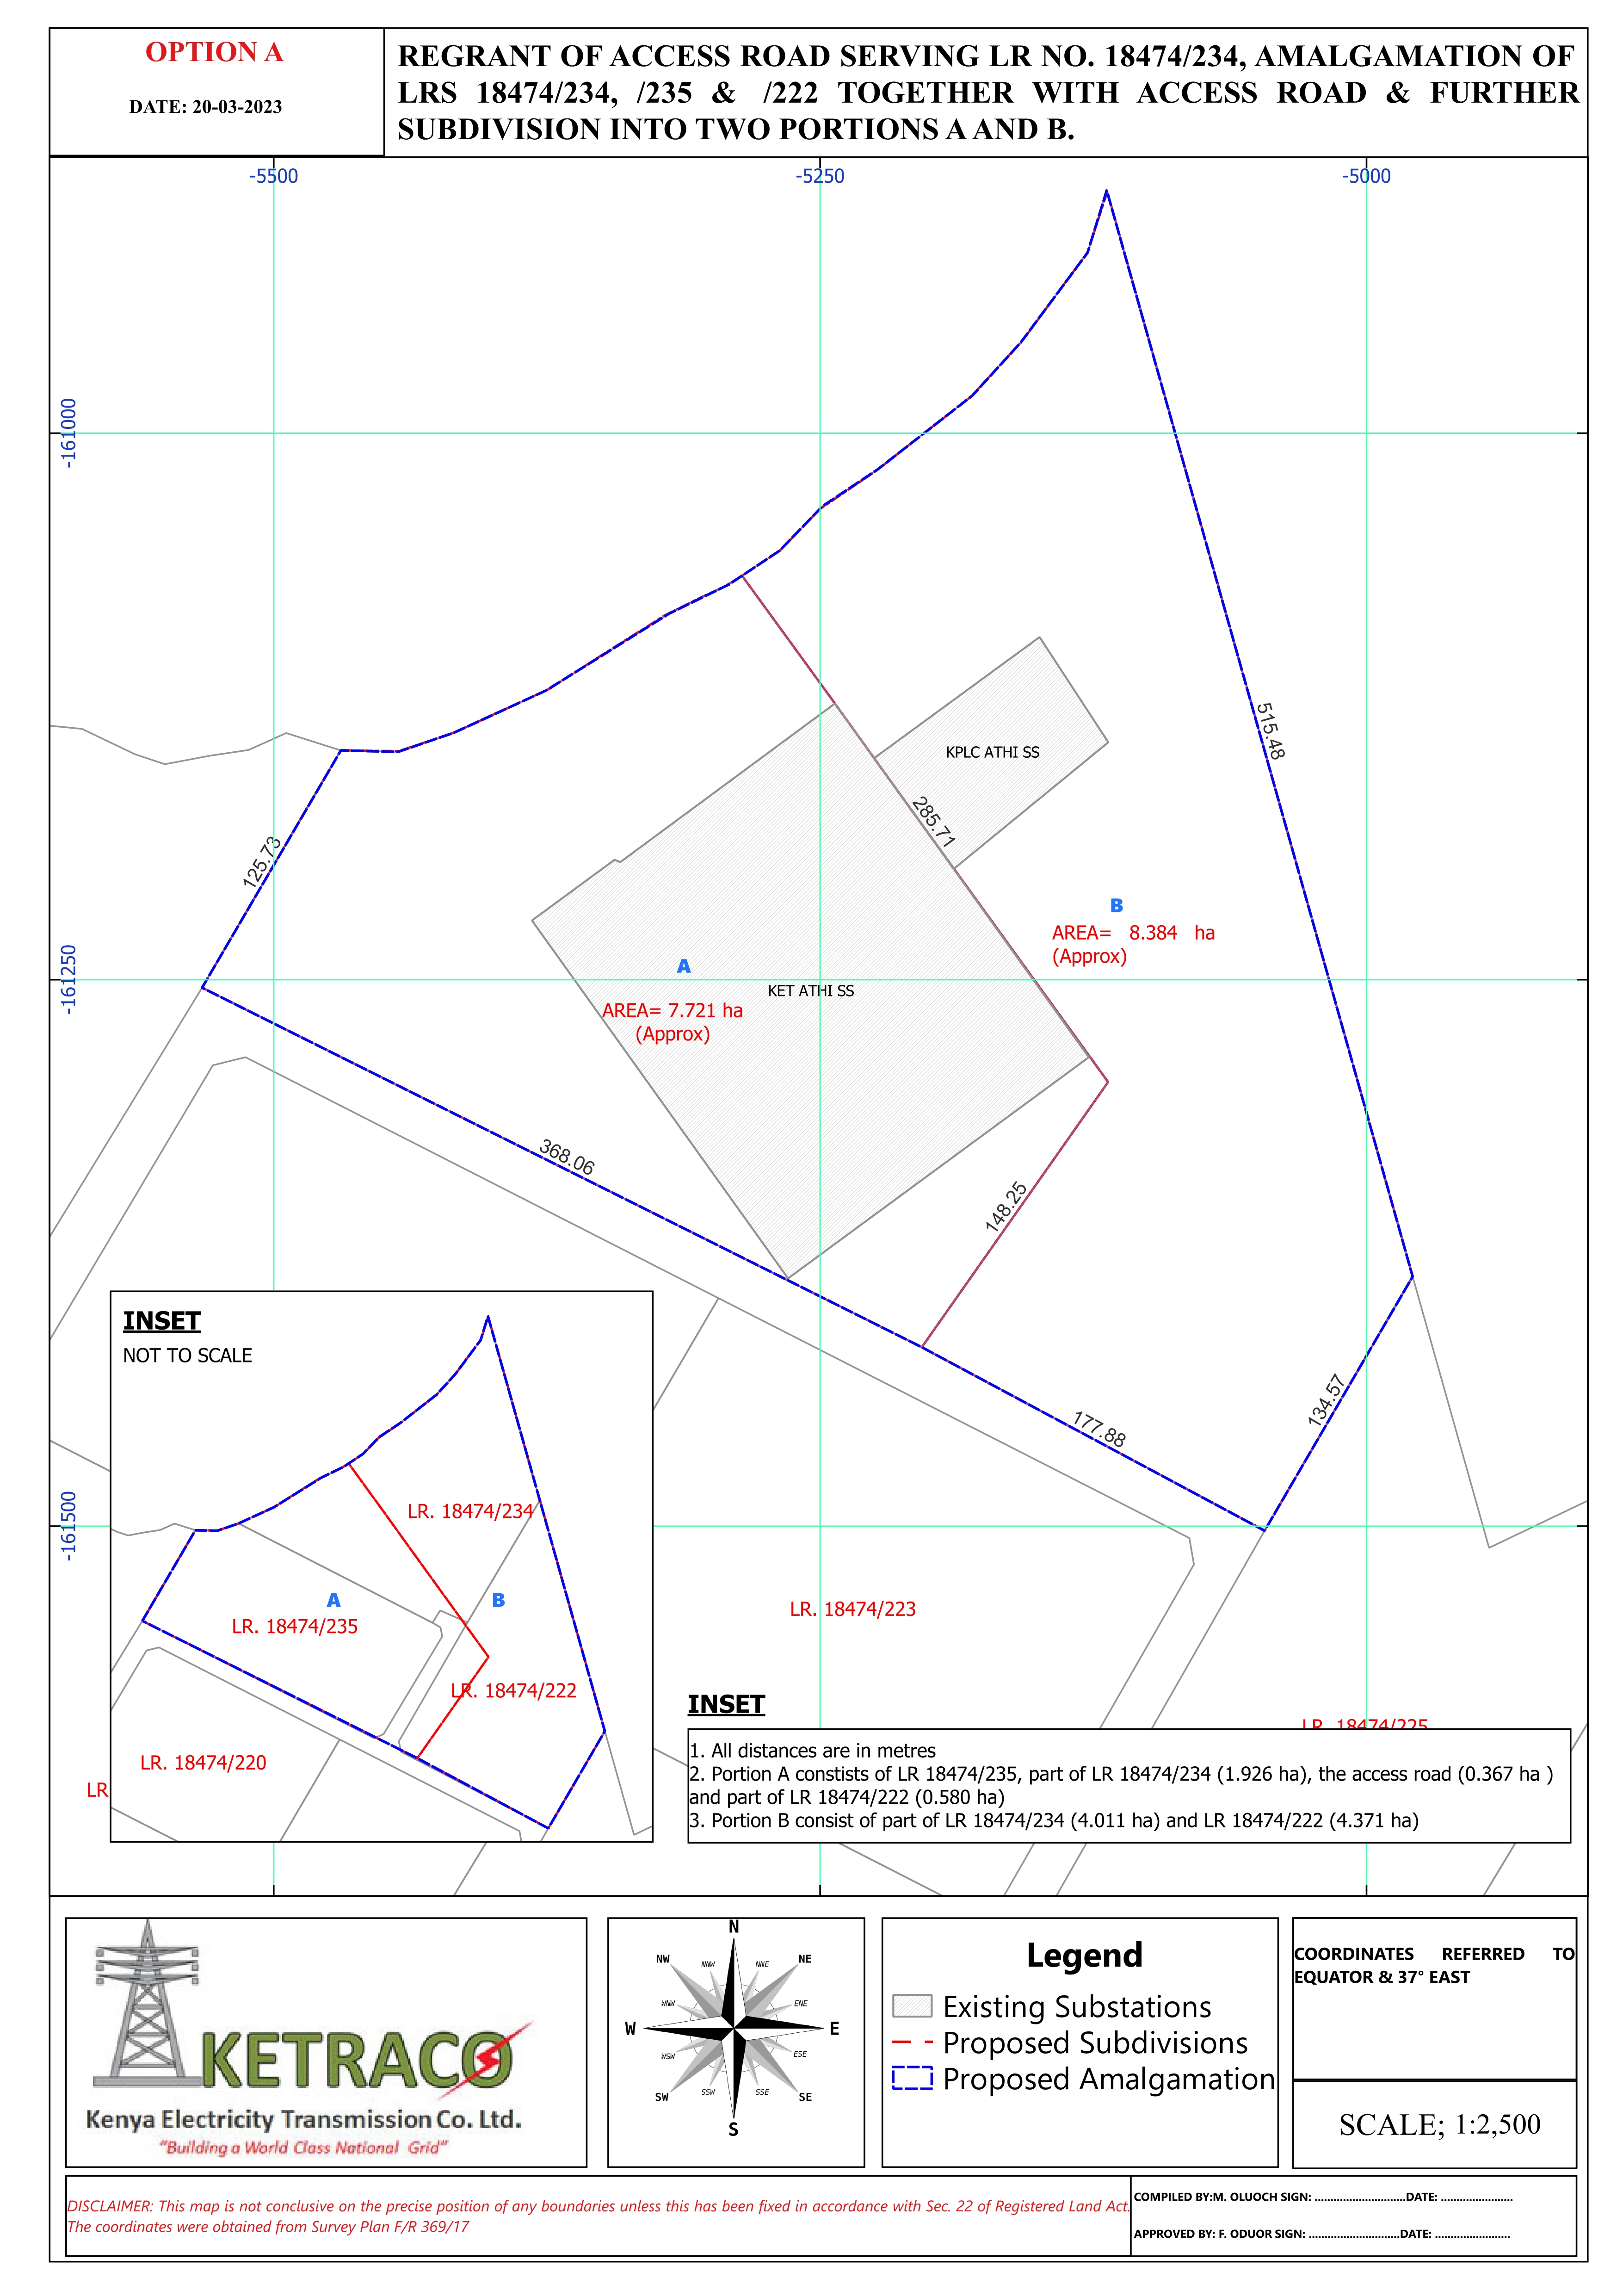 OPTION A
DATE: 20-03-2023
REGRANT OF ACCESS ROAD SERVING LR NO. 18474/234, AMALGAMATION OF
LRS 18474/234, /235 & /222 TOGETHER WITH ACCESS ROAD & FURTHER
SUBDIVISION INTO TWO PORTIONS A AND B.
-5500
-5250
-5000
-161000
-161250
-161500
515.48
KPLC ATHI SS
285.71
125.73
B
AREA= 8.384 ha
(Approx)
A
KET ATHI SS
AREA= 7.721 ha
(Approx)
368.06
148.25
134.57
177.88
INSET
NOT TO SCALE
LR. 18474/234
A
B
LR. 18474/235
LR. 18474/222
LR. 18474/220
LR
LR. 18474/223
LR. 18474/225
INSET
1. All distances are in metres
2. Portion A constists of LR 18474/235, part of LR 18474/234 (1.926 ha), the access road (0.367 ha )
and part of LR 18474/222 (0.580 ha)
3. Portion B consist of part of LR 18474/234 (4.011 ha) and LR 18474/222 (4.371 ha)
KETRACO
Kenya Electricity Transmission Co. Ltd.
“Building a World Class National Grid”
N
NNW
NNE
NW
NE
WNW
ENE
W
E
WSW
ESE
SW
SE
SSW
SSE
S
Legend
Existing Substations
Proposed Subdivisions
Proposed Amalgamation
COORDINATES REFERRED TO
EQUATOR & 37° EAST
SCALE; 1:2,500
DISCLAIMER: This map is not conclusive on the precise position of any boundaries unless this has been fixed in accordance with Sec. 22 of Registered Land Act.
The coordinates were obtained from Survey Plan F/R 369/17
COMPILED BY:M. OLUOCH SIGN: .............................DATE: .......................
APPROVED BY: F. ODUOR SIGN: .............................DATE: ........................